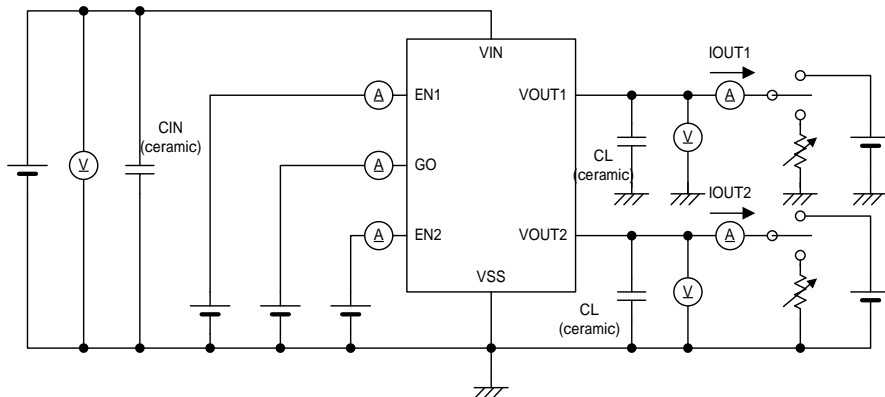 VIN
IOUT1
A
EN1
VOUT1
A
CIN
(ceramic)
V
CL
(ceramic)
V
A
GO
IOUT2
A
EN2
VOUT2
A
VSS
CL
(ceramic)
V